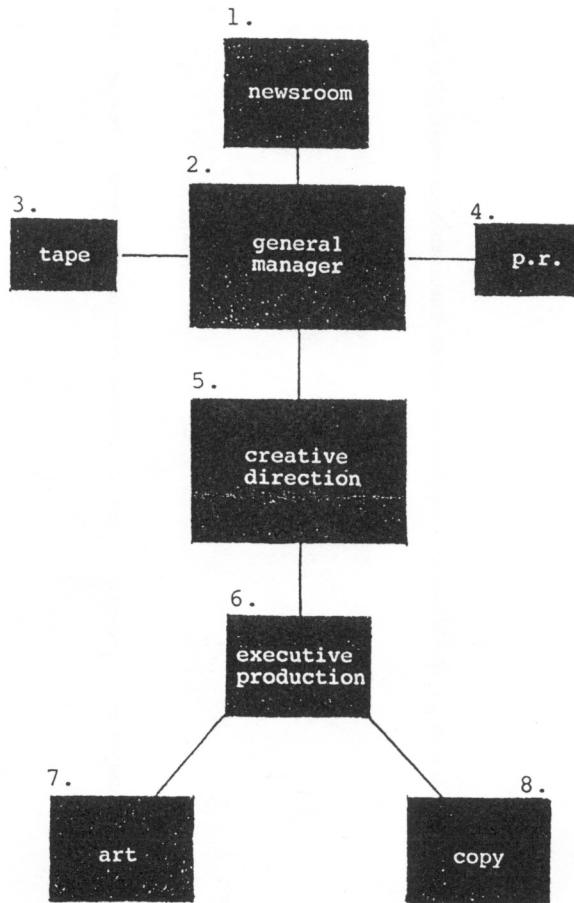 1.
newsroom
2.
general
manager
3.
tape
4.
p.r.
5.
creative
direction
6.
executive
production
7.
art
8.
copy